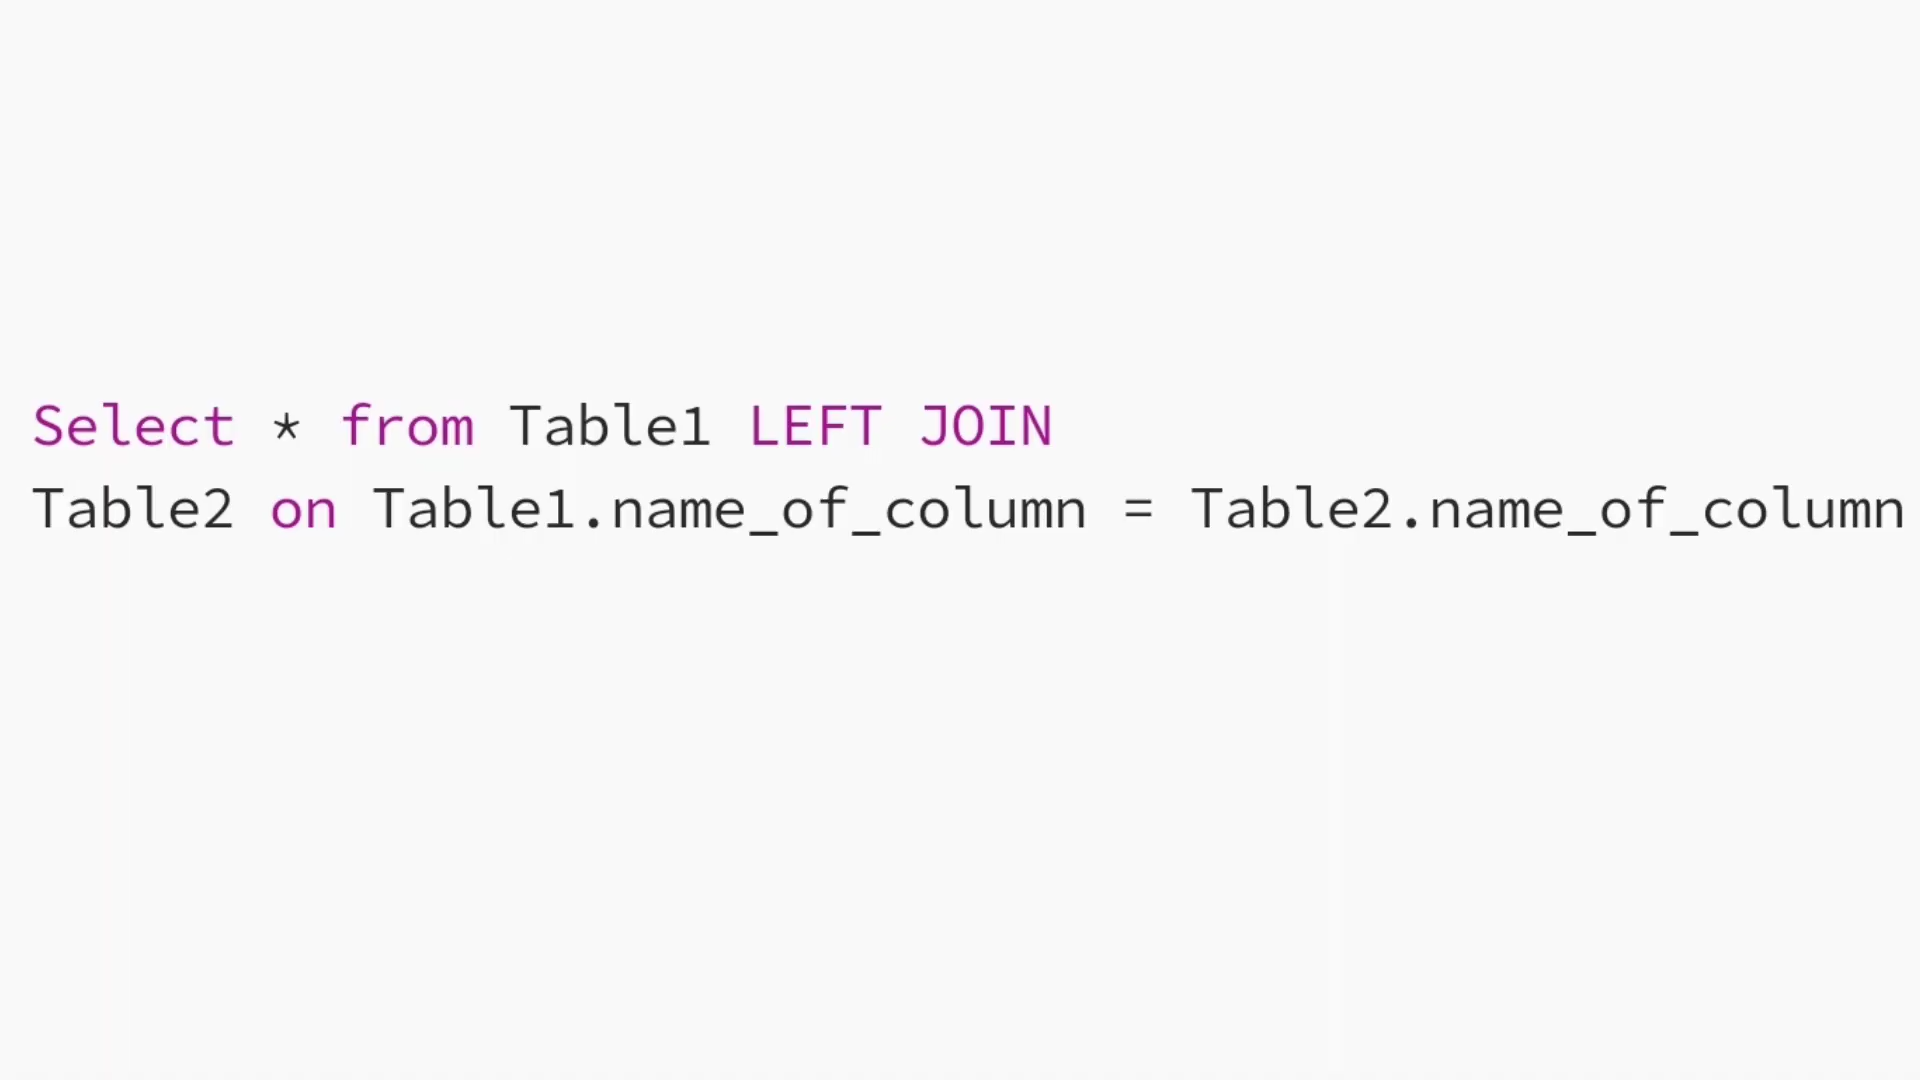 Select * from Table1 LEFT JOIN
Table2 on Table1.name_of_column = Table2.name_of_column